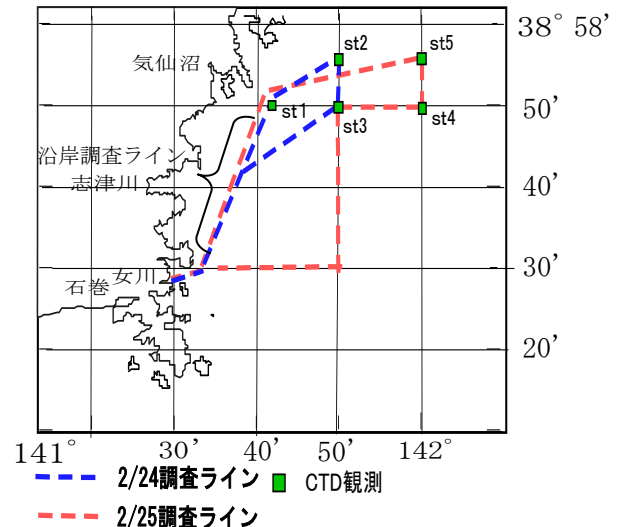 38° 58’
st2
st5
気仙沼
50’
st1
st3
st4
沿岸調査ライン
志津川
40’
30’
女川
石巻
20’
141°
30’
40’
50’
142°
2/24調査ライン
CTD観測
2/25調査ライン